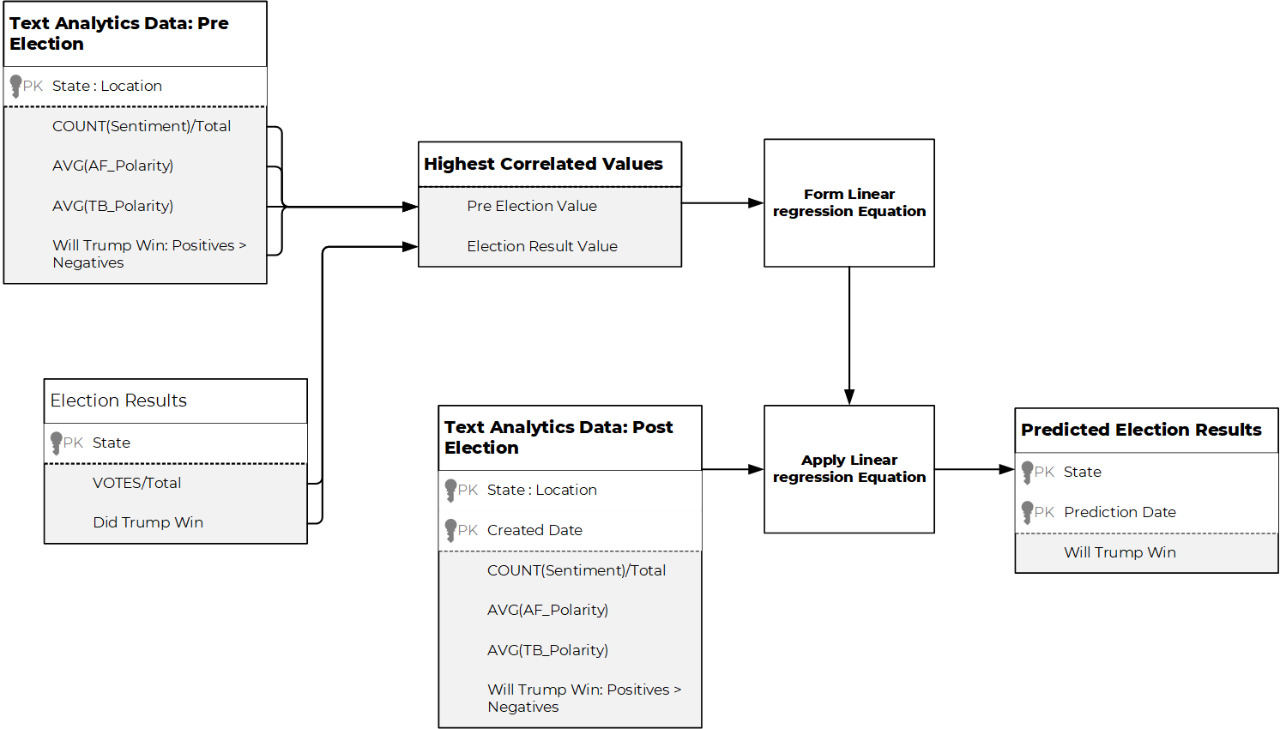 Text Analytics Data: Pre
Election
PK State : Location
COUNT(Sentiment)/Total
AVG(AF_Polarity)
AVG(TB_Polarity)
Will Trump Win: Positives >
Negatives
Highest Correlated Values
Pre Election Value
Election Result Value
Form Linear
regression Equation
Election Results
PK State
VOTES/Total
Did Trump Win
Text Analytics Data: Post
Election
PK State : Location
PK Created Date
COUNT(Sentiment)/Total
AVG(AF_Polarity)
AVG(TB_Polarity)
Will Trump Win: Positives >
Negatives
Apply Linear
regression Equation
Predicted Election Results
PK State
PK Prediction Date
Will Trump Win